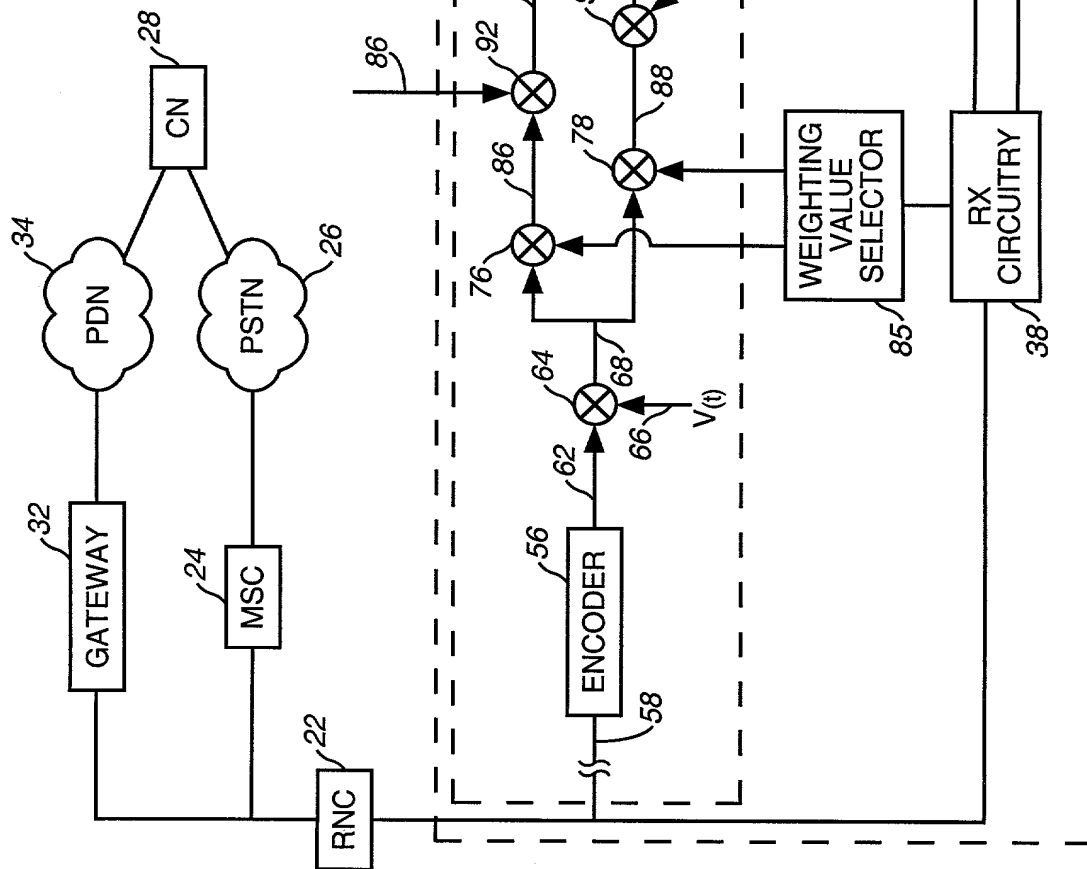 28
CN
34
PDN
26
PSTN
32
GATEWAY
24
MSC
22
RNC
86
92
88
78
86
76
64
68
66
V(t)
62
56
ENCODER
58
WEIGHTING
VALUE
SELECTOR
85
RX
CIRCUITRY
38